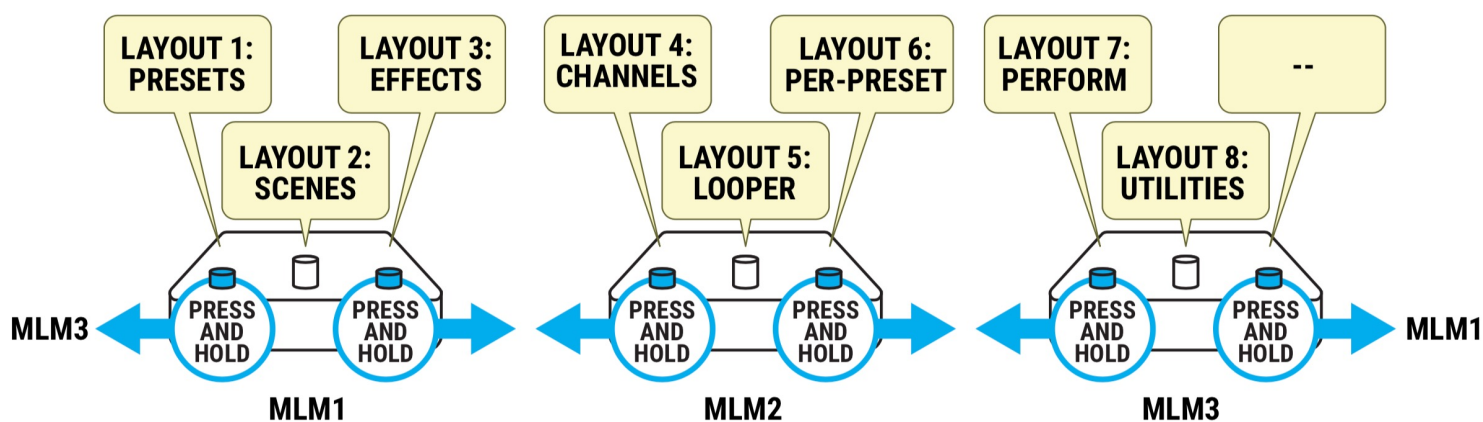 LAYOUT 1:
PRESETS
LAYOUT 3:
EFFECTS
LAYOUT 2:
SCENES
PRESS
AND
HOLD
PRESS
AND
HOLD
MLM3
MLM1
LAYOUT 4:
CHANNELS
LAYOUT 6:
PER-PRESET
LAYOUT 5:
LOOPER
PRESS
AND
HOLD
PRESS
AND
HOLD
MLM2
LAYOUT 7:
PERFORM
--
LAYOUT 8:
UTILITIES
PRESS
AND
HOLD
PRESS
AND
HOLD
MLM1
MLM3